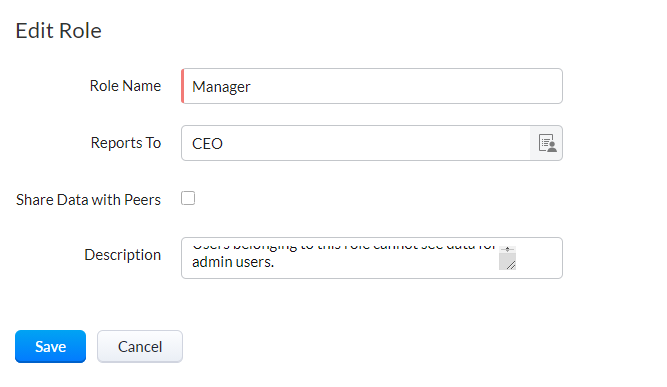 Edit Role
Role Name
Manager
Reports To
CEO
Share Data with Peers
Description
Users belonging to this role cannot see data for
admin users.
Save
Cancel